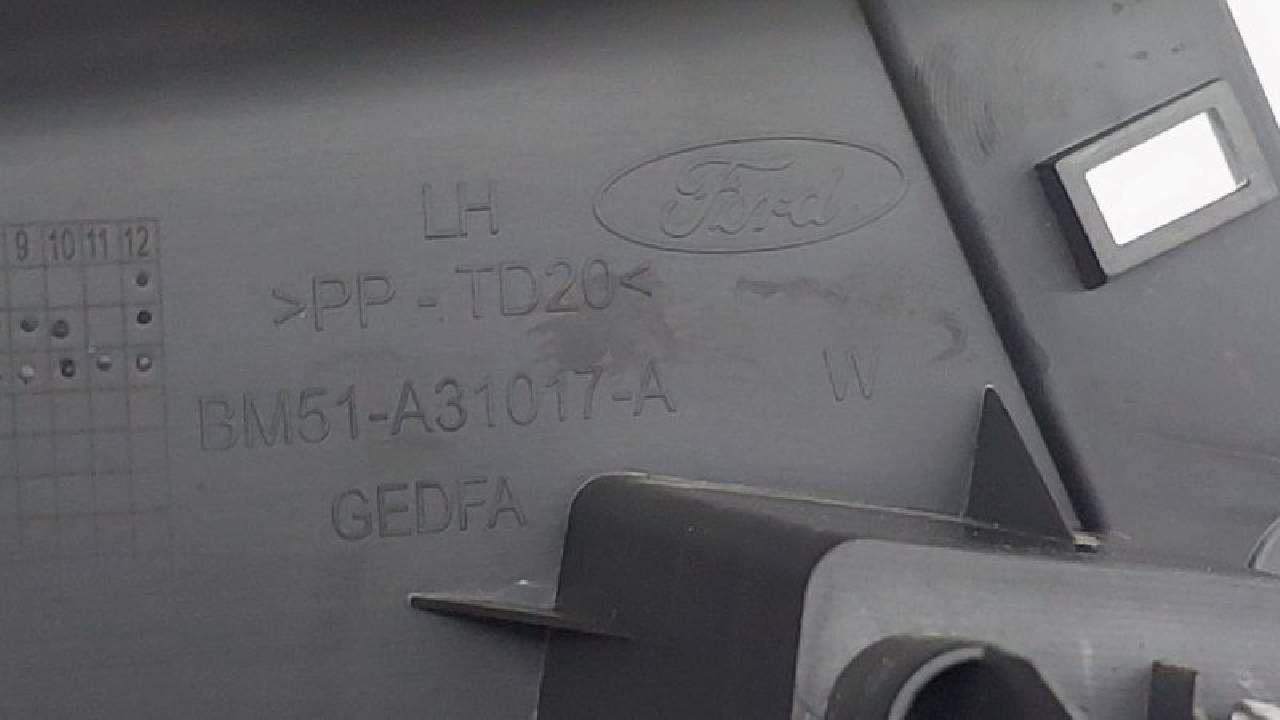 Ford
LH
9 10 11 12
>PP - TD20<
BM51-A31017-A W
GEDFA